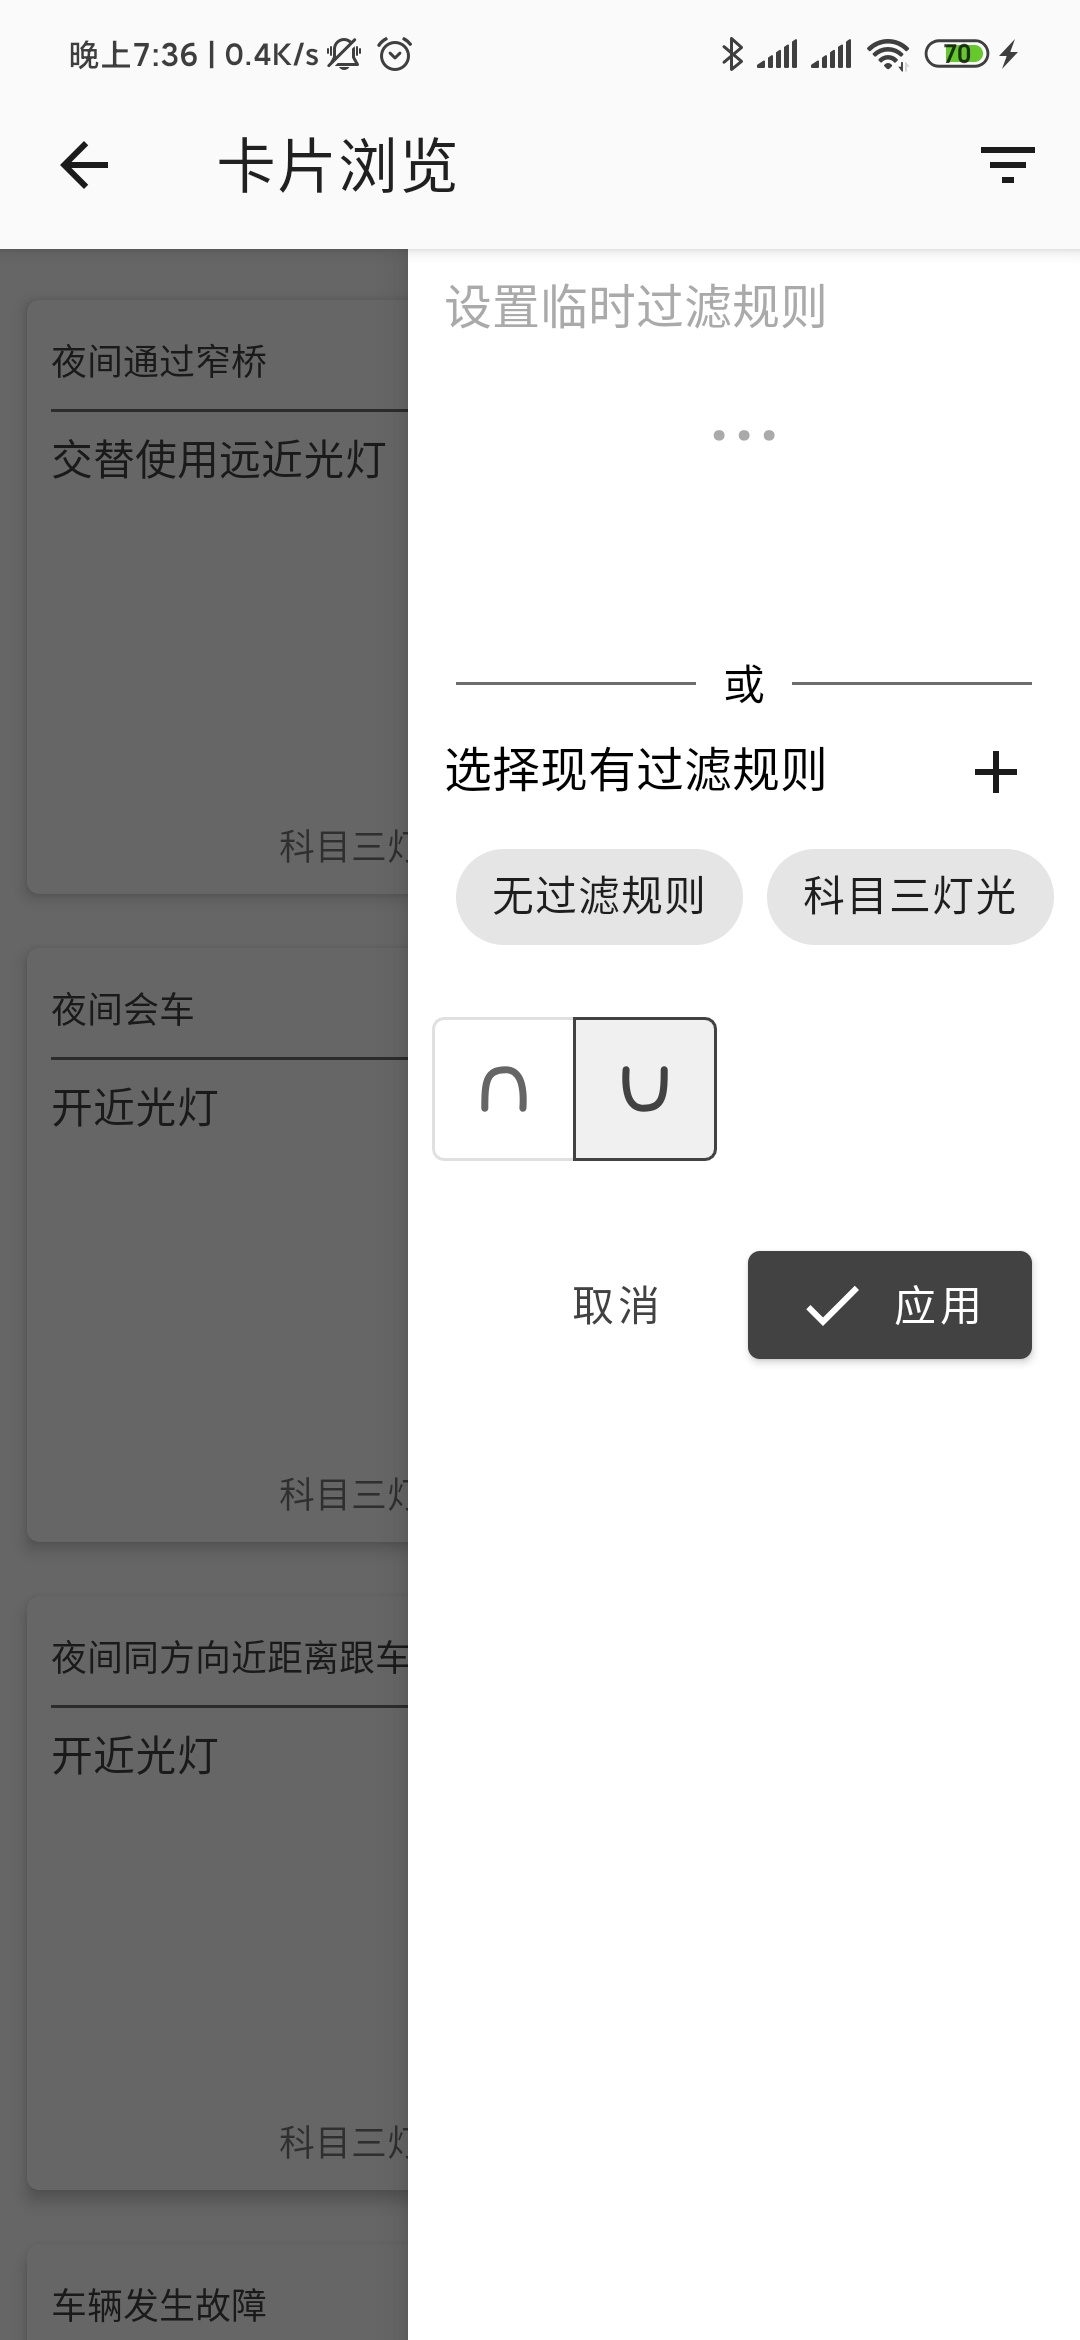 晚上7:36 | 0.4K/s
70
卡片浏览
设置临时过滤规则
夜间通过窄桥
交替使用远近光灯
或
选择现有过滤规则
科目三灯
无过滤规则
科目三灯光
夜间会车
开近光灯
取消
应用
科目三灯
夜间同方向近距离跟车
开近光灯
科目三灯
车辆发生故障